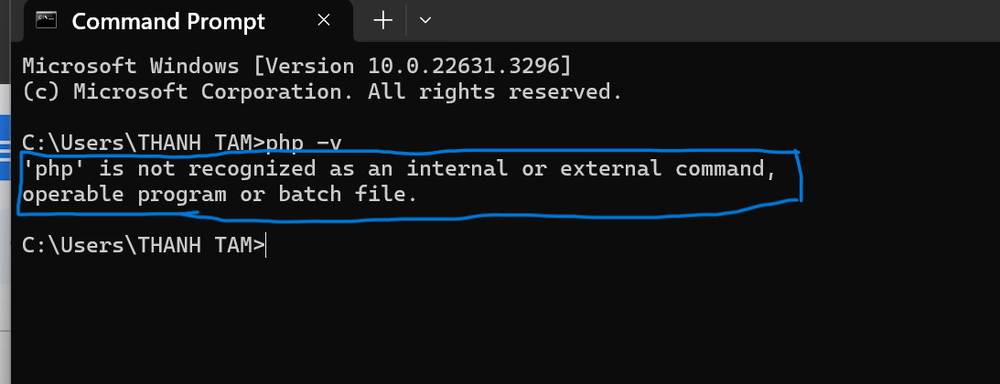 Command Prompt
Microsoft Windows [Version 10.0.22631.3296]
(c) Microsoft Corporation. All rights reserved.
C:\Users\THANH TAM>php -v
'php' is not recognized as an internal or external command,
operable program or batch file.
C:\Users\THANH TAM>